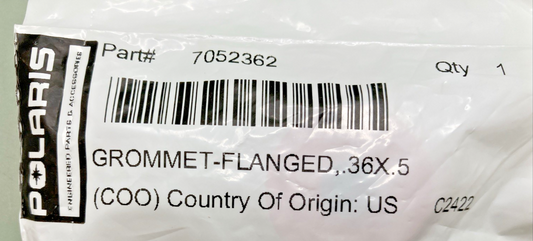 POLARIS
ENGINEERED PARTS & ACCESSORIES
Part# 7052362 Qty 1
GROMMET-FLANGED,.36X.5
(COO) Country Of Origin: US C2422